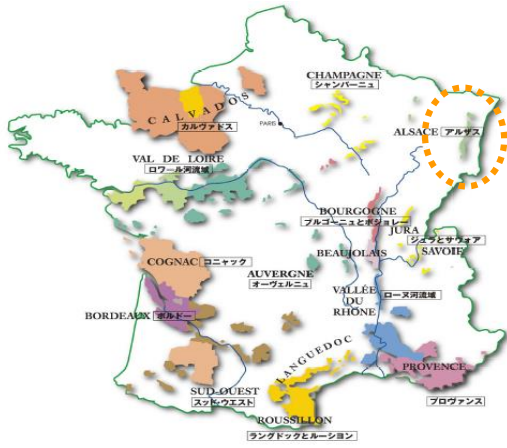 CHAMPAGNE
シャンパーニュ
CALVADOS
カルヴァドス
PARIS
ALSACE アルザス
VAL DE LOIRE
ロワール河流域
BOURGOGNE
ブルゴーニュとボジョレー
JURA
ジュラとサヴォア
SAVOIE
BEAUJOLAIS
COGNAC コニャック
AUVERGNE
オーヴェルニュ
VALLÉE
DU
RHÔNE
ローヌ河流域
BORDEAUX ボルドー
LANGUEDOC
PROVENCE
プロヴァンス
SUD-OUEST
スッド・ウエスト
ROUSSILLON
ラングドックとルーション